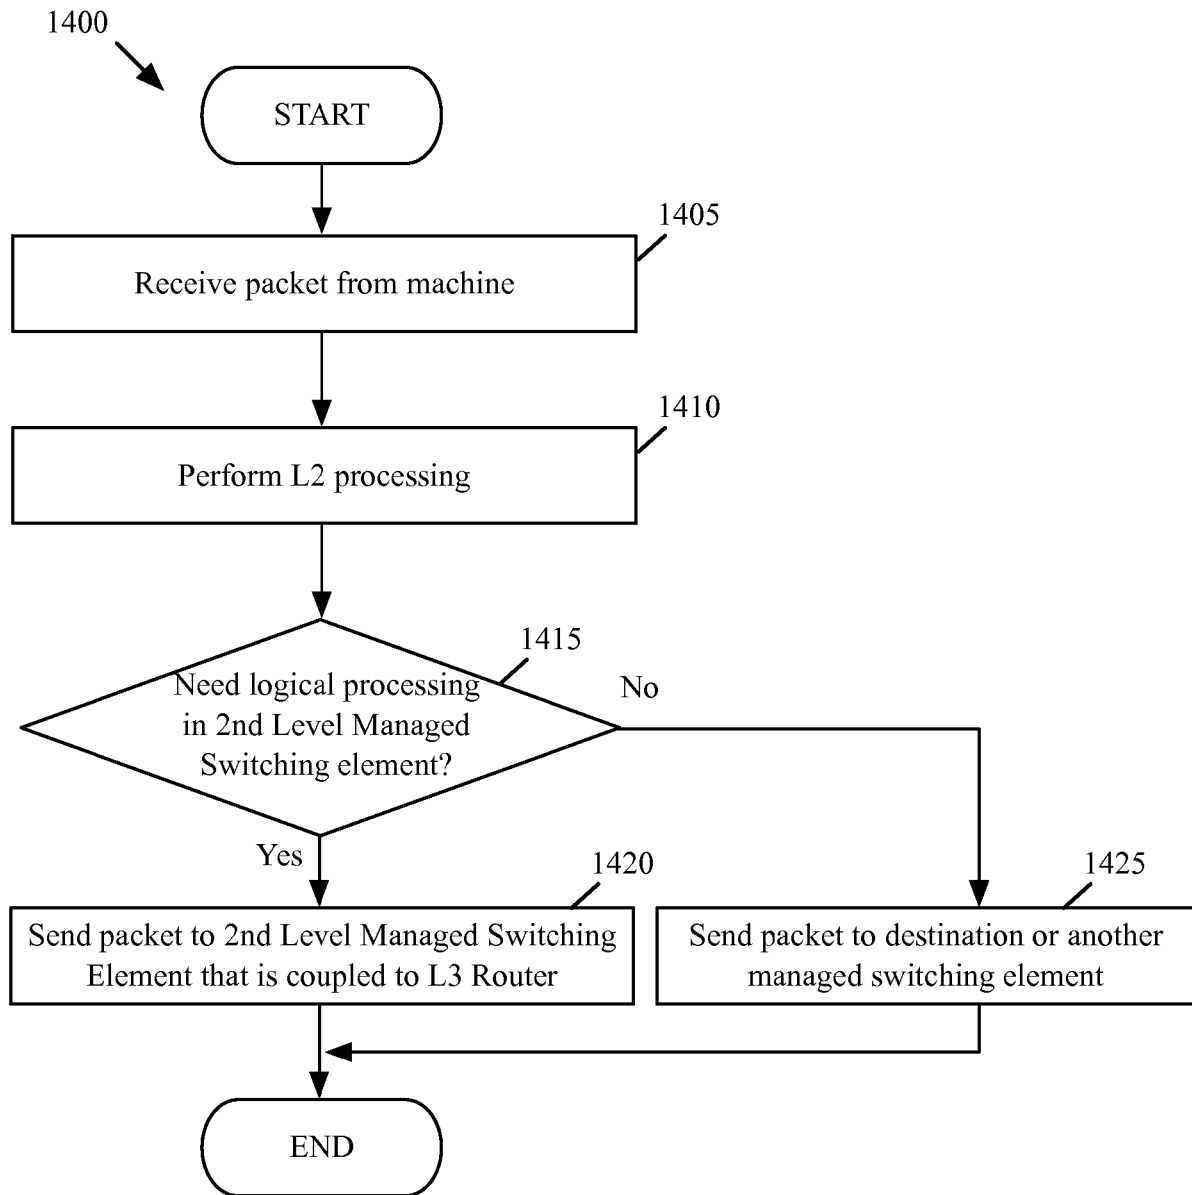 1400
START
1405
Receive packet from machine
1410
Perform L2 processing
1415
Need logical processing
in 2nd Level Managed
Switching element?
No
Yes
1420
Send packet to 2nd Level Managed Switching
Element that is coupled to L3 Router
1425
Send packet to destination or another
managed switching element
END